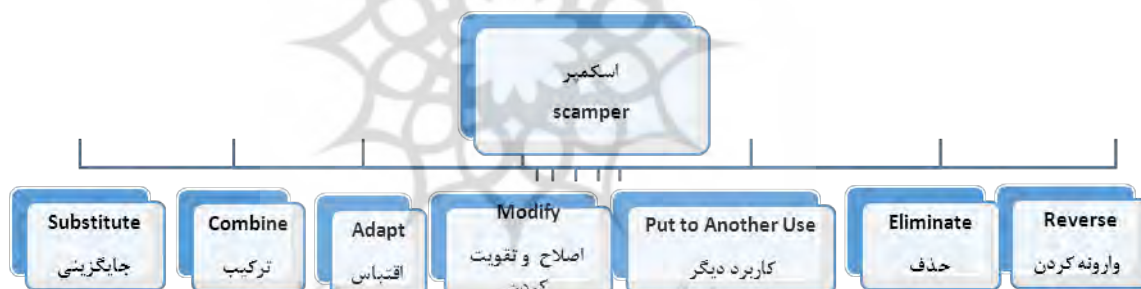 اسکمپر
scamper
Substitute
جایگزینی
Combine
ترکیب
Adapt
اقتباس
Modify
اصلاح و تقویت
کردن
Put to Another Use
کاربرد دیگر
Eliminate
حذف
Reverse
وارونه کردن